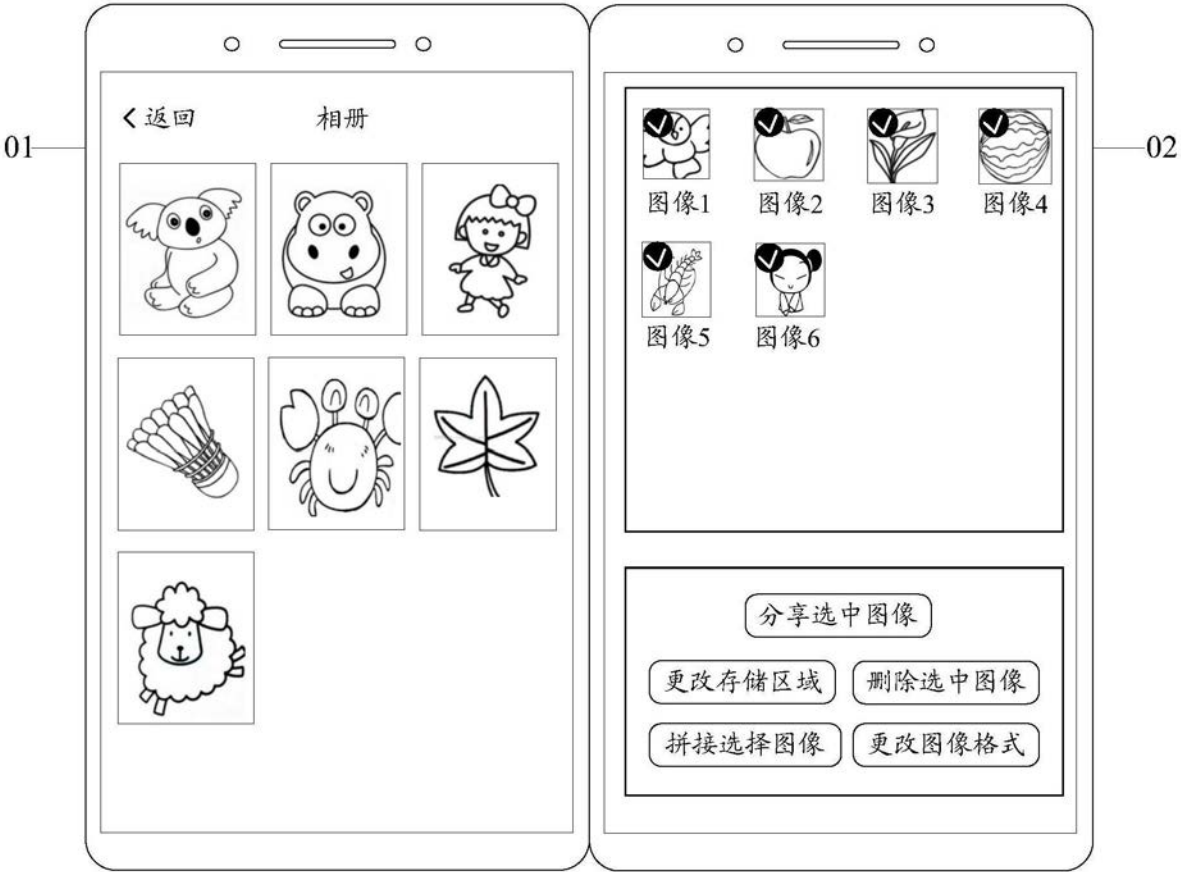 返回 相册
01
02
图像1 图像2 图像3 图像4
图像5 图像6
分享选中图像
更改存储区域 删除选中图像
拼接选择图像 更改图像格式